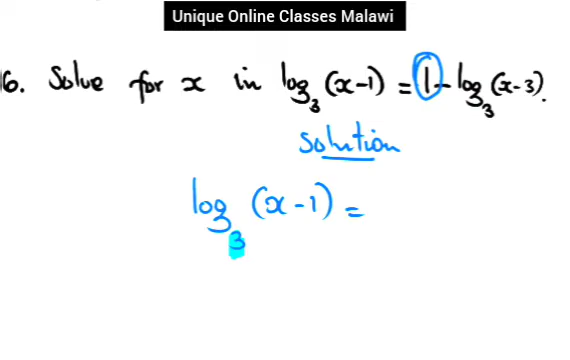 Unique Online Classes Malawi
16. Solve for x in log₃(x-1) = 1 - log₃(x-3).
Solution
log₃(x-1) =